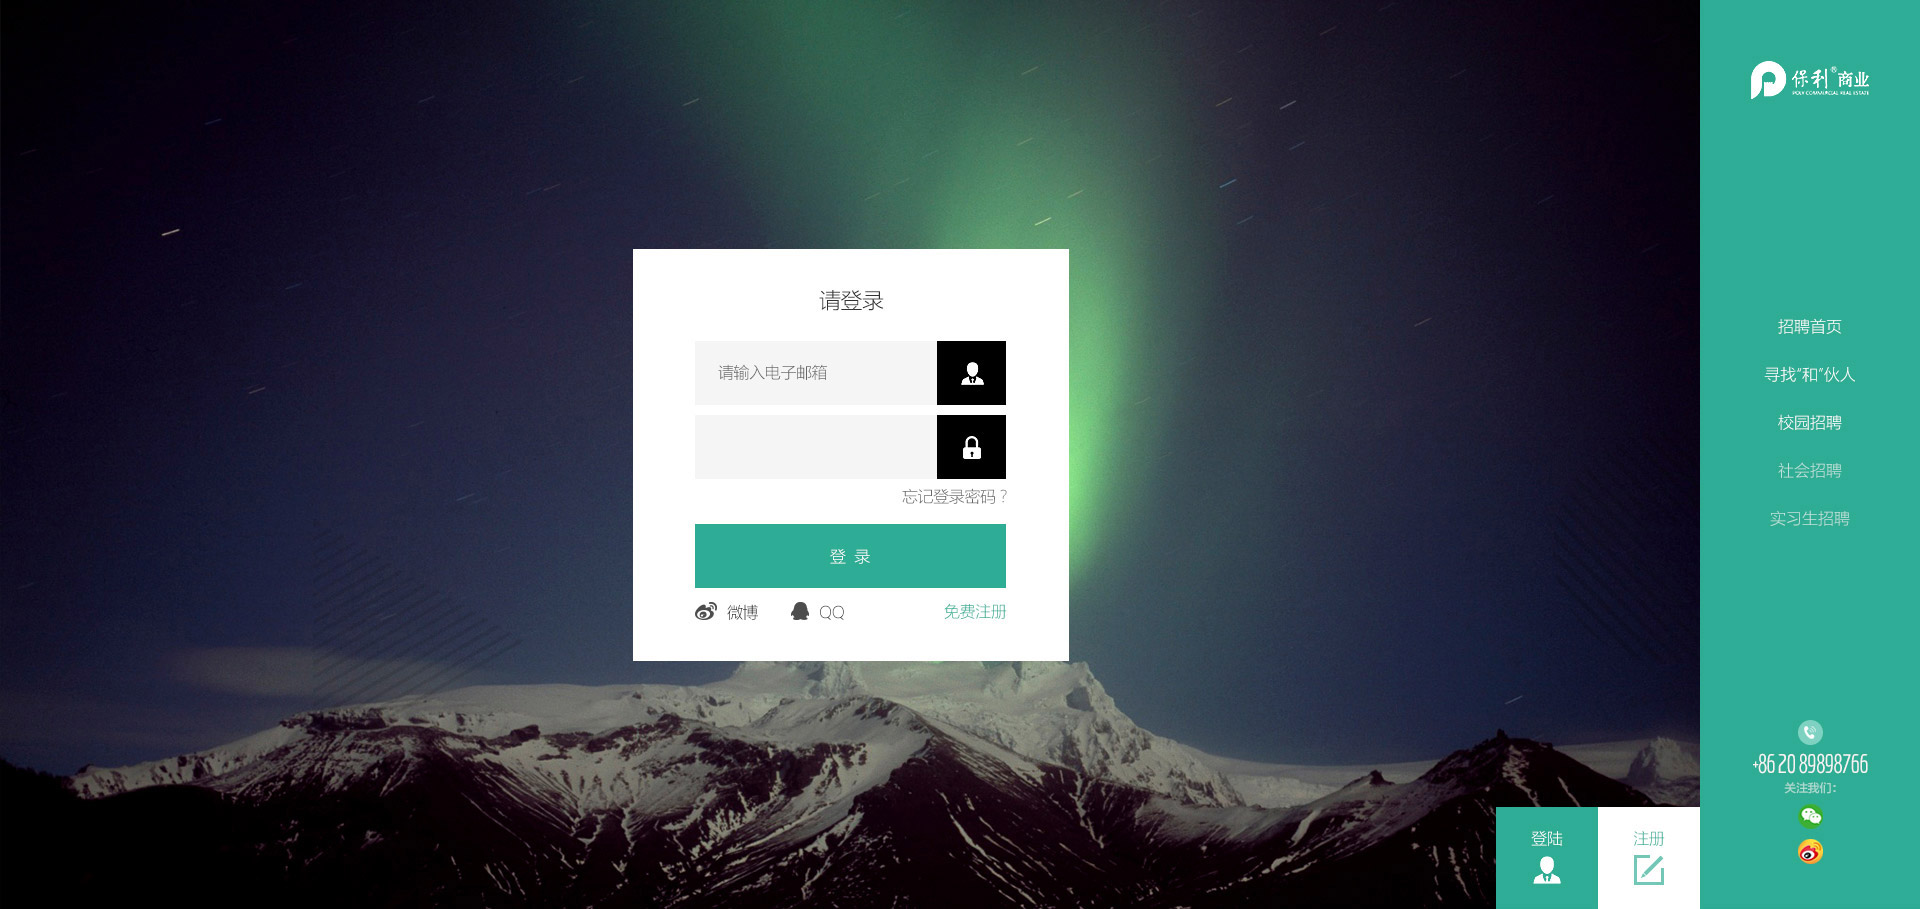 保利®商业
POLY COMMERCIAL REAL ESTATE
请登录
请输入电子邮箱
忘记登录密码？
登 录
微博
QQ
免费注册
招聘首页
寻找“和”伙人
校园招聘
社会招聘
实习生招聘
+86 20 89898766
关注我们：
登陆
注册